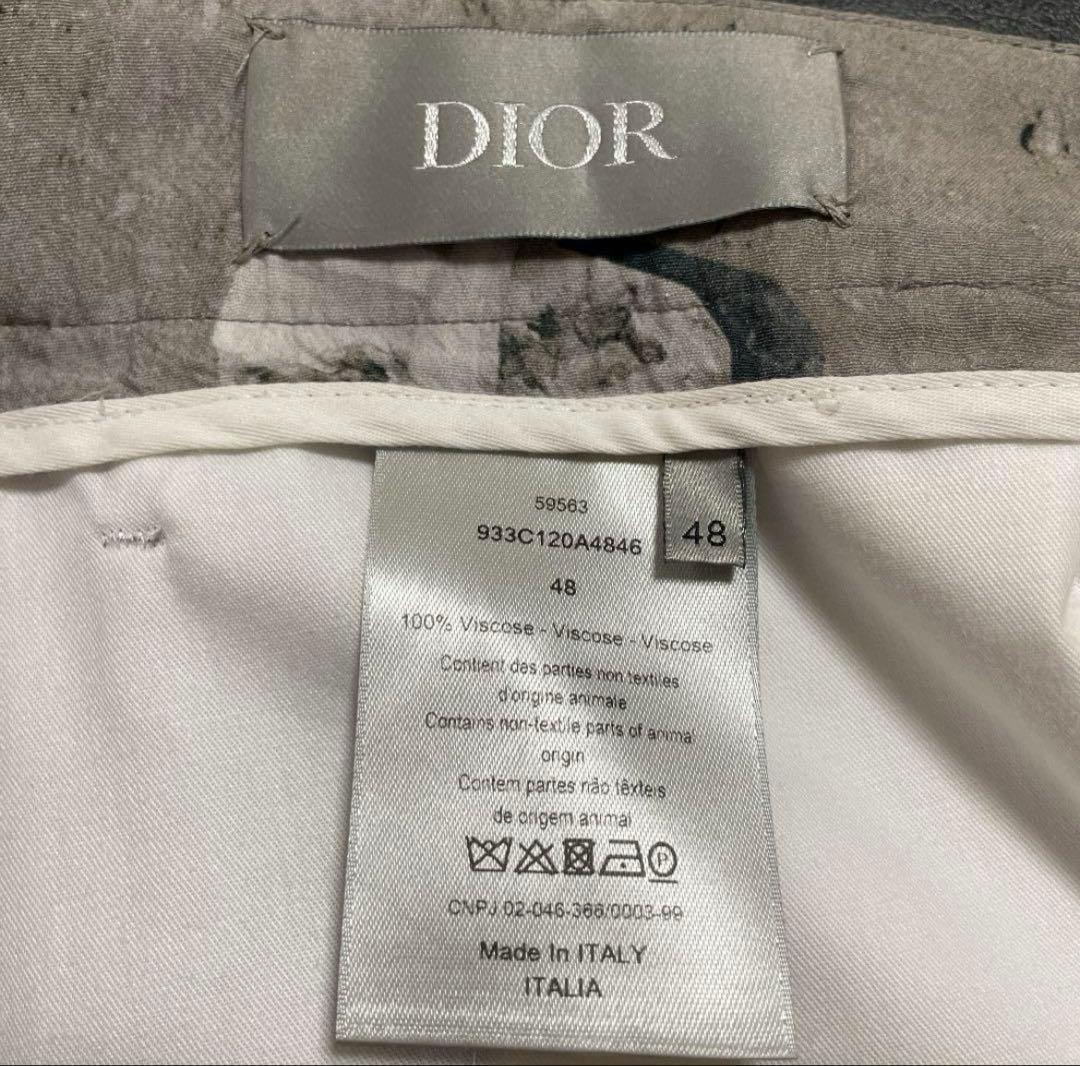 DIOR
59563
933C120A4846
48
48
100% Viscose - Viscose - Viscose
Contient des parties non textiles
d'origine animale
Contains non-textile parts of anima
origin
Contem partes não têxteis
de origem animal
P
CNPJ 02-046-366/0003-99
Made In ITALY
ITALIA